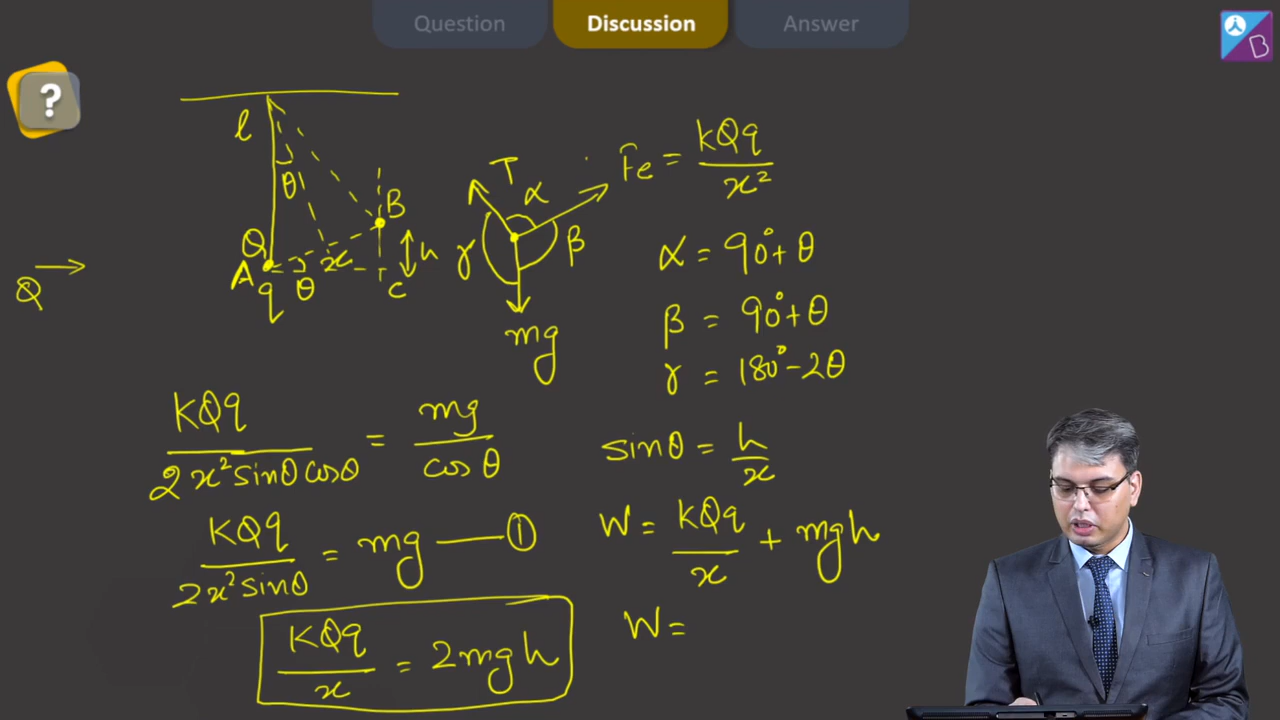 Question
Discussion
Answer
?
B
l
θ
Q
A
q
θ
x
B
h
C
Q →
T
α
γ
β
mg
Fe = kQq / x²
α = 90° + θ
β = 90° + θ
γ = 180° - 2θ
kQq / 2x² sinθ cosθ = mg / cos θ
sinθ = h / x
kQq / 2x² sinθ = mg — ①
W = kQq / x + mgh
kQq / x = 2mgh
W =